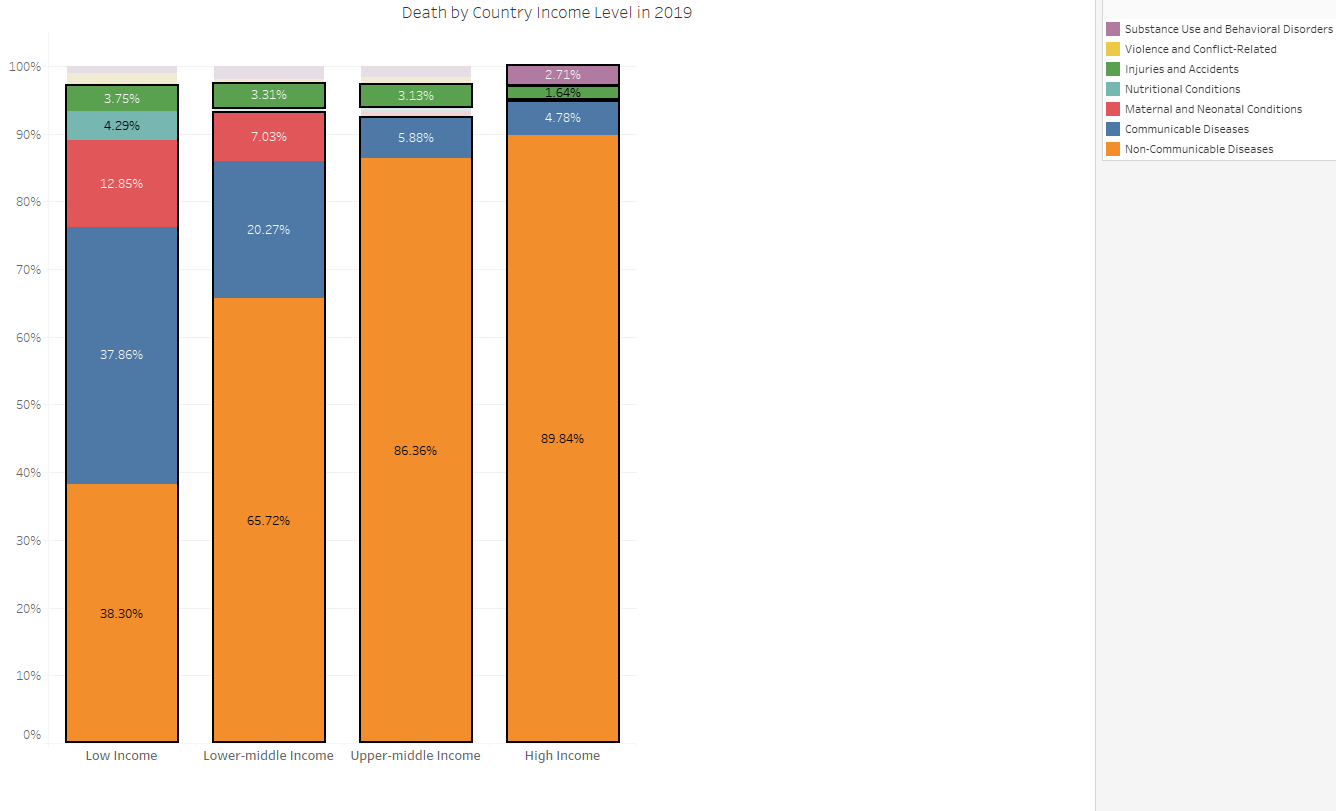 Death by Country Income Level in 2019
Substance Use and Behavioral Disorders
Violence and Conflict-Related
Injuries and Accidents
Nutritional Conditions
Maternal and Neonatal Conditions
Communicable Diseases
Non-Communicable Diseases
100%
90%
80%
70%
60%
50%
40%
30%
20%
10%
0%
3.75%
4.29%
12.85%
37.86%
38.30%
3.31%
7.03%
20.27%
65.72%
3.13%
5.88%
86.36%
2.71%
1.64%
4.78%
89.84%
Low Income
Lower-middle Income
Upper-middle Income
High Income